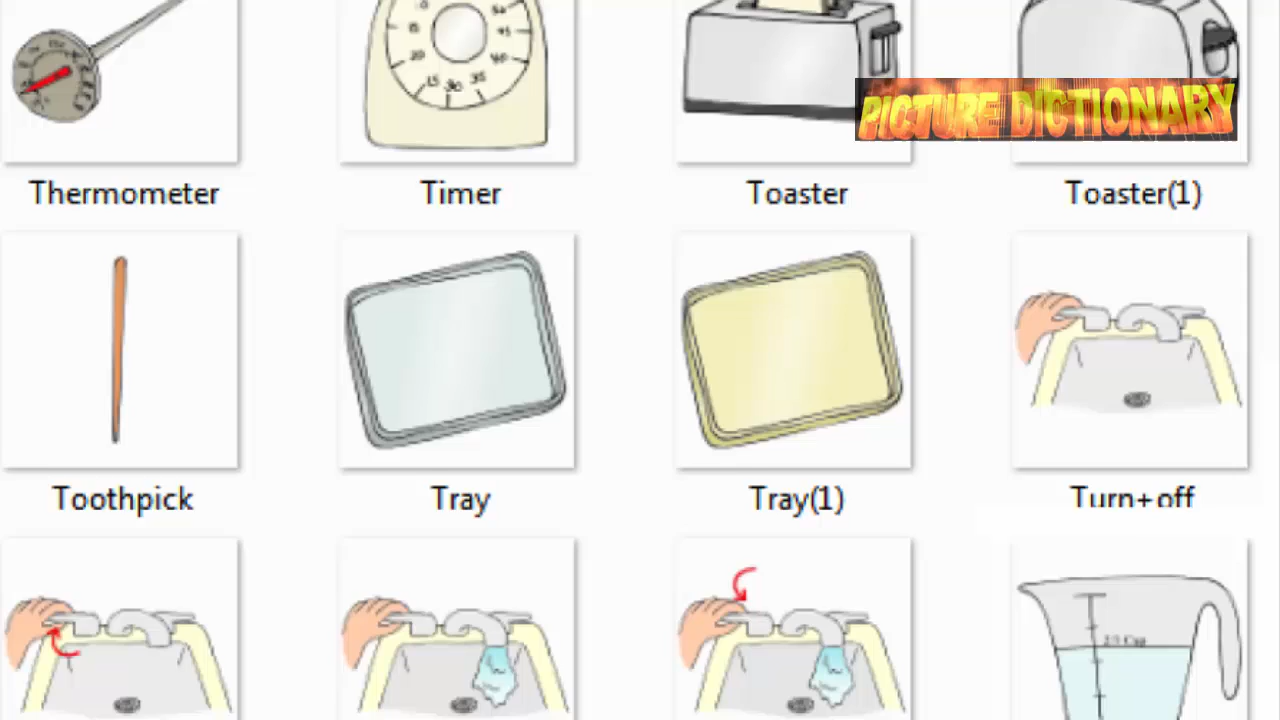 PICTURE DICTIONARY
Thermometer
Timer
Toaster
Toaster(1)
Toothpick
Tray
Tray(1)
Turn+off